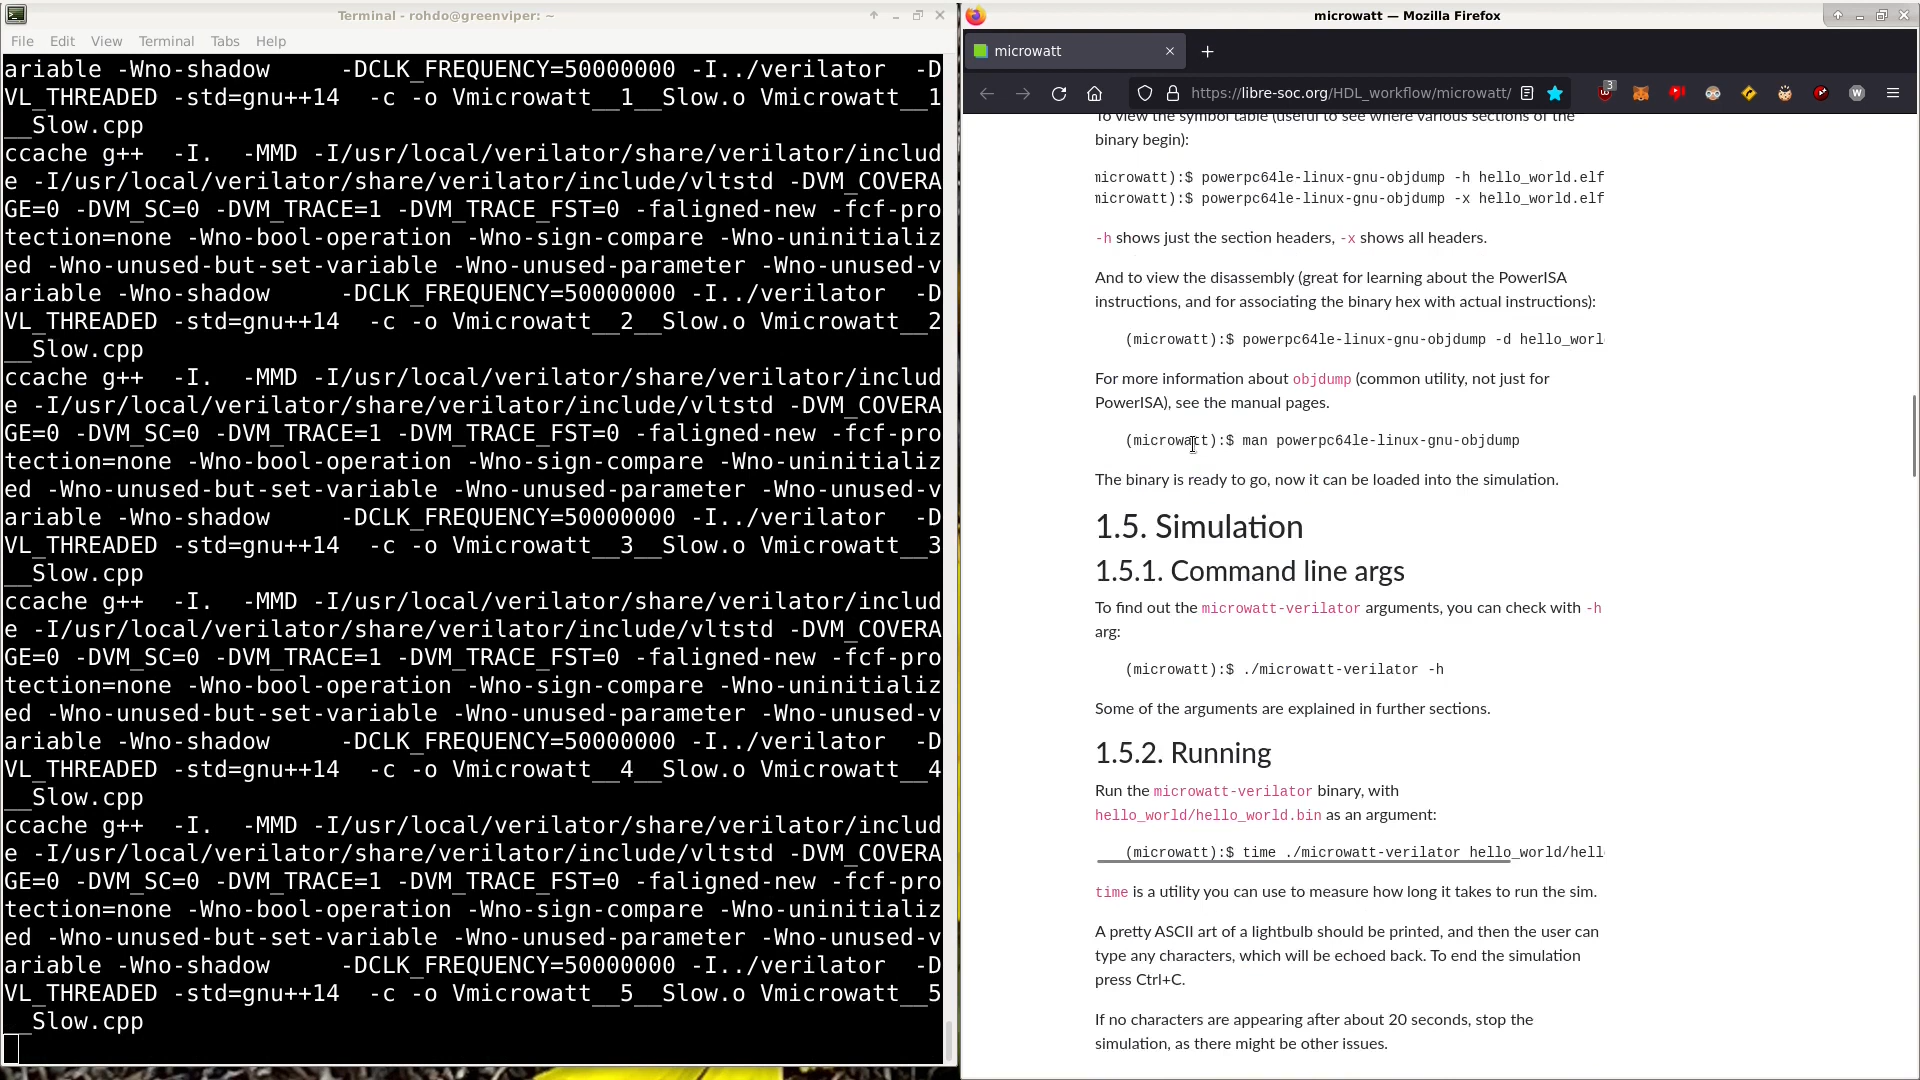 Terminal - rohdo@greenviper: ~
File Edit View Terminal Tabs Help
ariable -Wno-shadow     -DCLK_FREQUENCY=50000000 -I../verilator  -D
VL_THREADED -std=gnu++14  -c -o Vmicrowatt__1__Slow.o Vmicrowatt__1
__Slow.cpp
ccache g++  -I.  -MMD -I/usr/local/verilator/share/verilator/includ
e -I/usr/local/verilator/share/verilator/include/vltstd -DVM_COVERA
GE=0 -DVM_SC=0 -DVM_TRACE=1 -DVM_TRACE_FST=0 -faligned-new -fcf-pro
tection=none -Wno-bool-operation -Wno-sign-compare -Wno-uninitializ
ed -Wno-unused-but-set-variable -Wno-unused-parameter -Wno-unused-v
ariable -Wno-shadow     -DCLK_FREQUENCY=50000000 -I../verilator  -D
VL_THREADED -std=gnu++14  -c -o Vmicrowatt__2__Slow.o Vmicrowatt__2
__Slow.cpp
ccache g++  -I.  -MMD -I/usr/local/verilator/share/verilator/includ
e -I/usr/local/verilator/share/verilator/include/vltstd -DVM_COVERA
GE=0 -DVM_SC=0 -DVM_TRACE=1 -DVM_TRACE_FST=0 -faligned-new -fcf-pro
tection=none -Wno-bool-operation -Wno-sign-compare -Wno-uninitializ
ed -Wno-unused-but-set-variable -Wno-unused-parameter -Wno-unused-v
ariable -Wno-shadow     -DCLK_FREQUENCY=50000000 -I../verilator  -D
VL_THREADED -std=gnu++14  -c -o Vmicrowatt__3__Slow.o Vmicrowatt__3
__Slow.cpp
ccache g++  -I.  -MMD -I/usr/local/verilator/share/verilator/includ
e -I/usr/local/verilator/share/verilator/include/vltstd -DVM_COVERA
GE=0 -DVM_SC=0 -DVM_TRACE=1 -DVM_TRACE_FST=0 -faligned-new -fcf-pro
tection=none -Wno-bool-operation -Wno-sign-compare -Wno-uninitializ
ed -Wno-unused-but-set-variable -Wno-unused-parameter -Wno-unused-v
ariable -Wno-shadow     -DCLK_FREQUENCY=50000000 -I../verilator  -D
VL_THREADED -std=gnu++14  -c -o Vmicrowatt__4__Slow.o Vmicrowatt__4
__Slow.cpp
ccache g++  -I.  -MMD -I/usr/local/verilator/share/verilator/includ
e -I/usr/local/verilator/share/verilator/include/vltstd -DVM_COVERA
GE=0 -DVM_SC=0 -DVM_TRACE=1 -DVM_TRACE_FST=0 -faligned-new -fcf-pro
tection=none -Wno-bool-operation -Wno-sign-compare -Wno-uninitializ
ed -Wno-unused-but-set-variable -Wno-unused-parameter -Wno-unused-v
ariable -Wno-shadow     -DCLK_FREQUENCY=50000000 -I../verilator  -D
VL_THREADED -std=gnu++14  -c -o Vmicrowatt__5__Slow.o Vmicrowatt__5
__Slow.cpp
microwatt — Mozilla Firefox
microwatt
https://libre-soc.org/HDL_workflow/microwatt/
3
W
To view the symbol table (useful to see where various sections of the
binary begin):
microwatt):$ powerpc64le-linux-gnu-objdump -h hello_world.elf
microwatt):$ powerpc64le-linux-gnu-objdump -x hello_world.elf
-h shows just the section headers, -x shows all headers.
And to view the disassembly (great for learning about the PowerISA
instructions, and for associating the binary hex with actual instructions):
(microwatt):$ powerpc64le-linux-gnu-objdump -d hello_worl
For more information about objdump (common utility, not just for
PowerISA), see the manual pages.
(microwatt):$ man powerpc64le-linux-gnu-objdump
The binary is ready to go, now it can be loaded into the simulation.
1.5. Simulation
1.5.1. Command line args
To find out the microwatt-verilator arguments, you can check with -h
arg:
(microwatt):$ ./microwatt-verilator -h
Some of the arguments are explained in further sections.
1.5.2. Running
Run the microwatt-verilator binary, with
hello_world/hello_world.bin as an argument:
(microwatt):$ time ./microwatt-verilator hello_world/hell
time is a utility you can use to measure how long it takes to run the sim.
A pretty ASCII art of a lightbulb should be printed, and then the user can
type any characters, which will be echoed back. To end the simulation
press Ctrl+C.
If no characters are appearing after about 20 seconds, stop the
simulation, as there might be other issues.